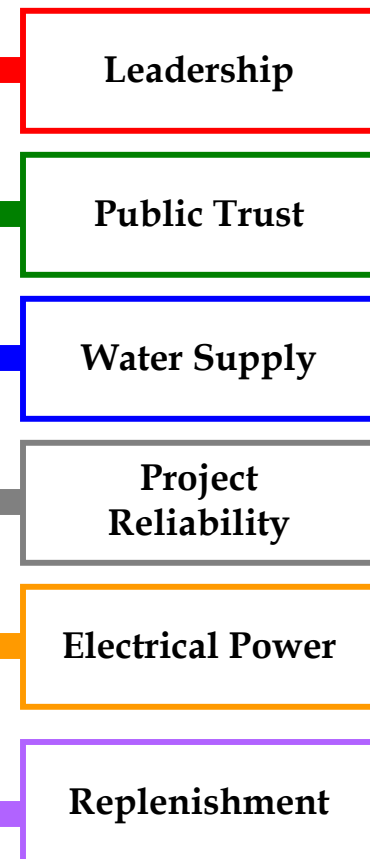 Leadership
Public Trust
Water Supply
Project
Reliability
Electrical Power
Replenishment